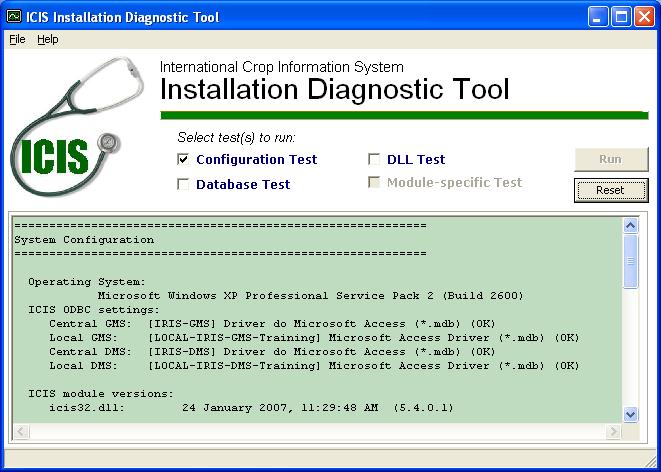 ICIS Installation Diagnostic Tool
File Help
International Crop Information System
Installation Diagnostic Tool
ICIS
Select test(s) to run:
Configuration Test DLL Test Run
Database Test Module-specific Test Reset
===========================================================
System Configuration
===========================================================
Operating System:
Microsoft Windows XP Professional Service Pack 2 (Build 2600)
ICIS ODBC settings:
Central GMS: [IRIS-GMS] Driver do Microsoft Access (*.mdb) (OK)
Local GMS: [LOCAL-IRIS-GMS-Training] Microsoft Access Driver (*.mdb) (OK)
Central DMS: [IRIS-DMS] Driver do Microsoft Access (*.mdb) (OK)
Local DMS: [LOCAL-IRIS-DMS-Training] Microsoft Access Driver (*.mdb) (OK)
ICIS module versions:
icis32.dll: 24 January 2007, 11:29:48 AM (5.4.0.1)